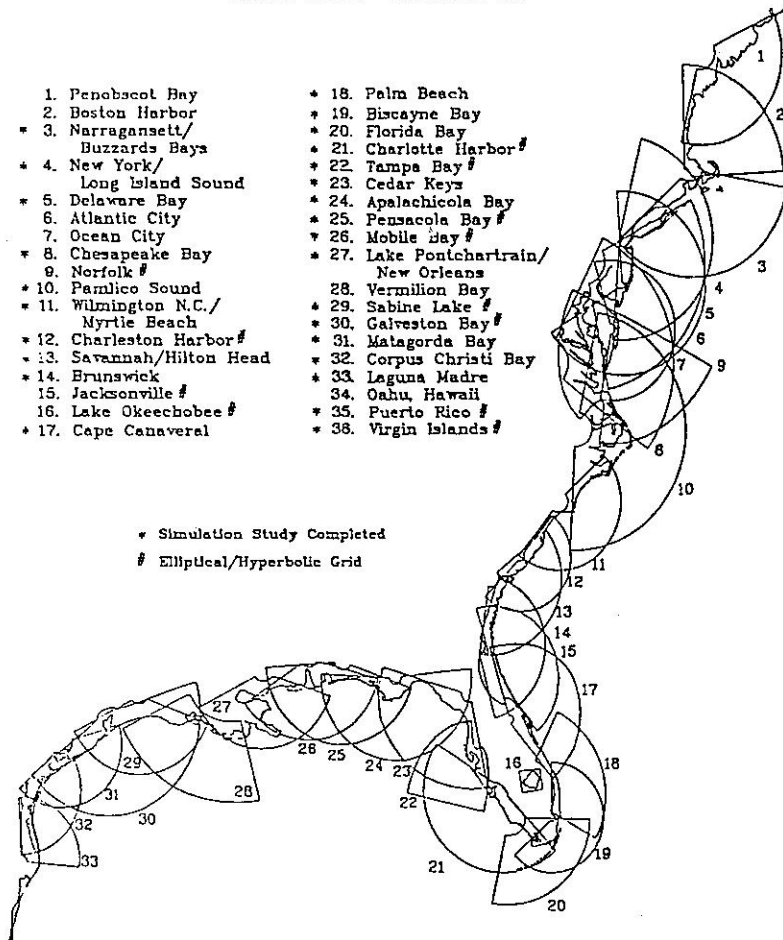 1. Penobscot Bay
2. Boston Harbor
* 3. Narragansett/
Buzzards Bays
* 4. New York/
Long Island Sound
* 5. Delaware Bay
6. Atlantic City
7. Ocean City
* 8. Chesapeake Bay
9. Norfolk #
* 10. Pamlico Sound
* 11. Wilmington N.C./
Myrtle Beach
* 12. Charleston Harbor #
* 13. Savannah/Hilton Head
* 14. Brunswick
15. Jacksonville #
16. Lake Okeechobee #
* 17. Cape Canaveral
* 18. Palm Beach
* 19. Biscayne Bay
* 20. Florida Bay
* 21. Charlotte Harbor #
* 22. Tampa Bay #
* 23. Cedar Keys
* 24. Apalachicola Bay
* 25. Pensacola Bay #
* 26. Mobile Bay #
* 27. Lake Pontchartrain/
New Orleans
28. Vermilion Bay
* 29. Sabine Lake #
* 30. Galveston Bay #
* 31. Matagorda Bay
* 32. Corpus Christi Bay
* 33. Laguna Madre
34. Oahu, Hawaii
* 35. Puerto Rico #
* 36. Virgin Islands #
* Simulation Study Completed
# Elliptical/Hyperbolic Grid
1
2
3
4
5
6
7
9
8
10
11
12
13
14
15
17
16
18
19
20
21
22
23
24
25
26
27
28
29
30
31
32
33